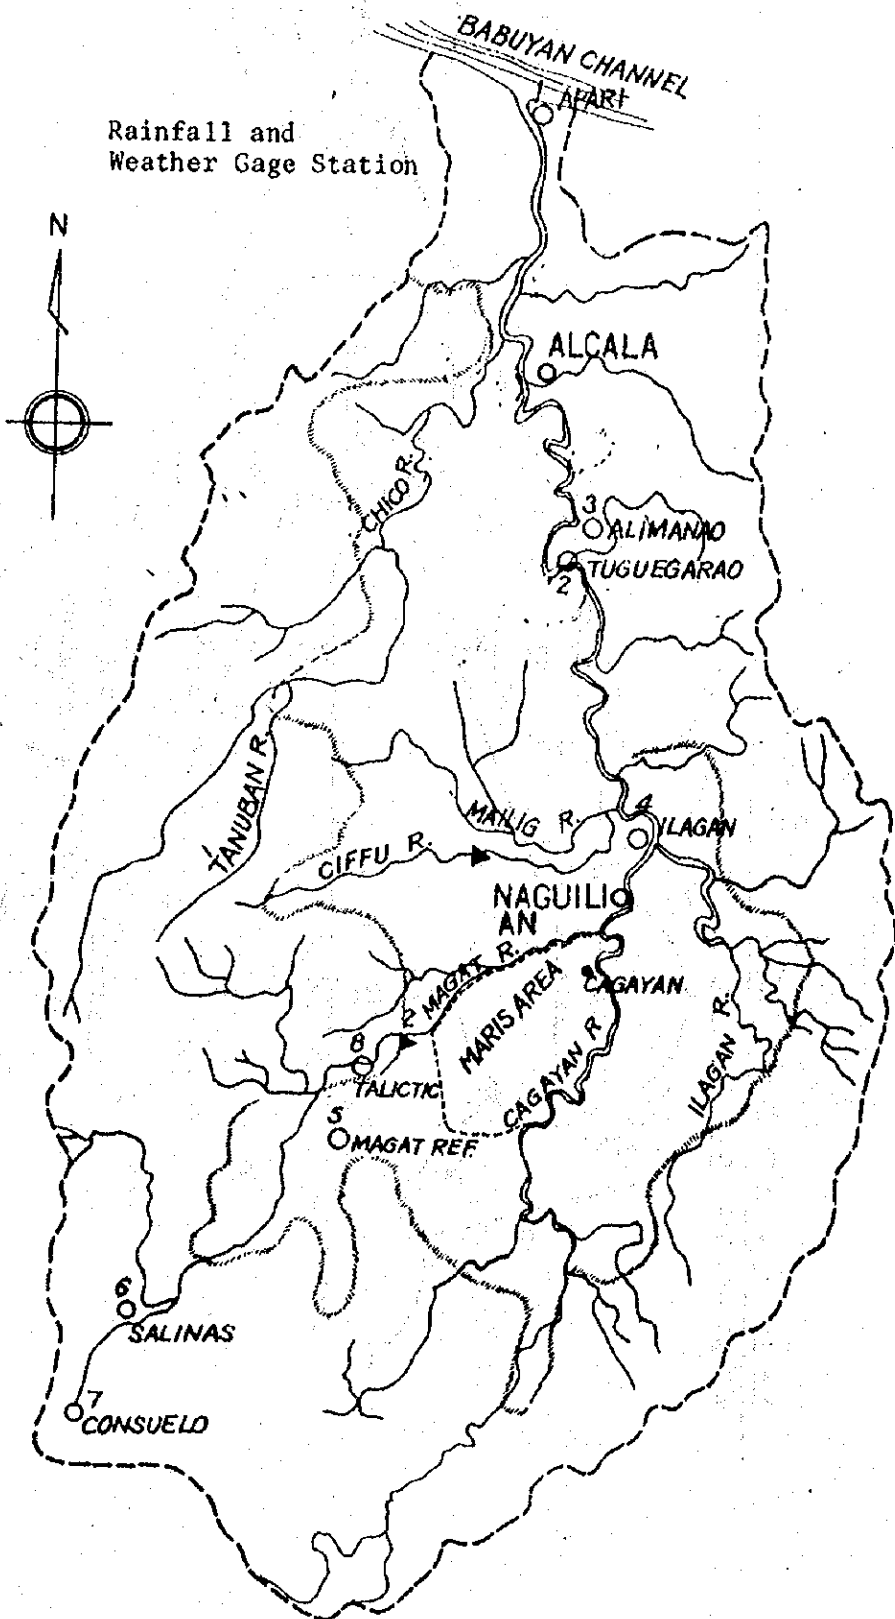 BABUYAN CHANNEL
1
APARI
Rainfall and
Weather Gage Station
N
ALCALA
CHICO R.
3
ALIMANAO
2
TUGUEGARAO
TANUBAN R.
MAILIG R.
4
ILAGAN
CIFFU R.
NAGUILI
AN
MAGAT R.
2
CAGAYAN
MARIS AREA
8
TALICTIC
CAGAYAN R
ILAGAN R.
5
MAGAT REF.
6
SALINAS
7
CONSUELO